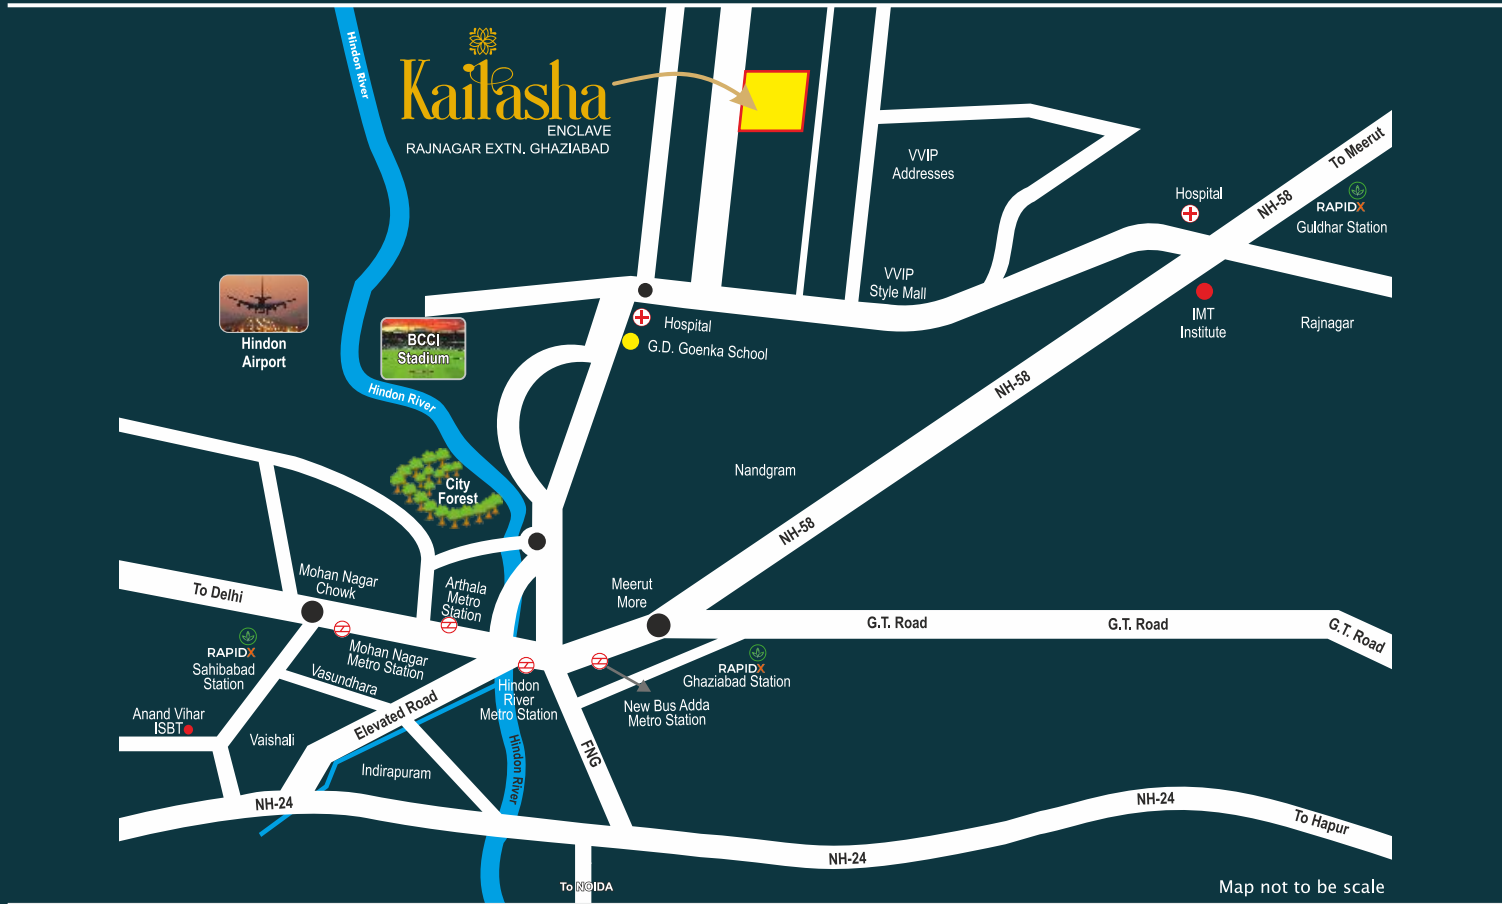 Hindon River
Kailasha
ENCLAVE
RAJNAGAR EXTN. GHAZIABAD
VVIP
Addresses
To Meerut
Hospital
NH-58
RAPIDX
Guldhar Station
VVIP
Style Mall
IMT
Institute
Rajnagar
Hindon
Airport
BCCI
Stadium
Hospital
G.D. Goenka School
Hindon River
NH-58
Nandgram
City
Forest
NH-58
To Delhi
Mohan Nagar
Chowk
Arthala
Metro
Station
Meerut
More
G.T. Road
G.T. Road
G.T. Road
RAPIDX
Sahibabad
Station
Mohan Nagar
Metro Station
Vasundhara
RAPIDX
Ghaziabad Station
Hindon
River
Metro Station
New Bus Adda
Metro Station
Elevated Road
Anand Vihar
ISBT
Vaishali
Indirapuram
Hindon River
FNG
NH-24
NH-24
NH-24
To Hapur
To NOIDA
Map not to be scale